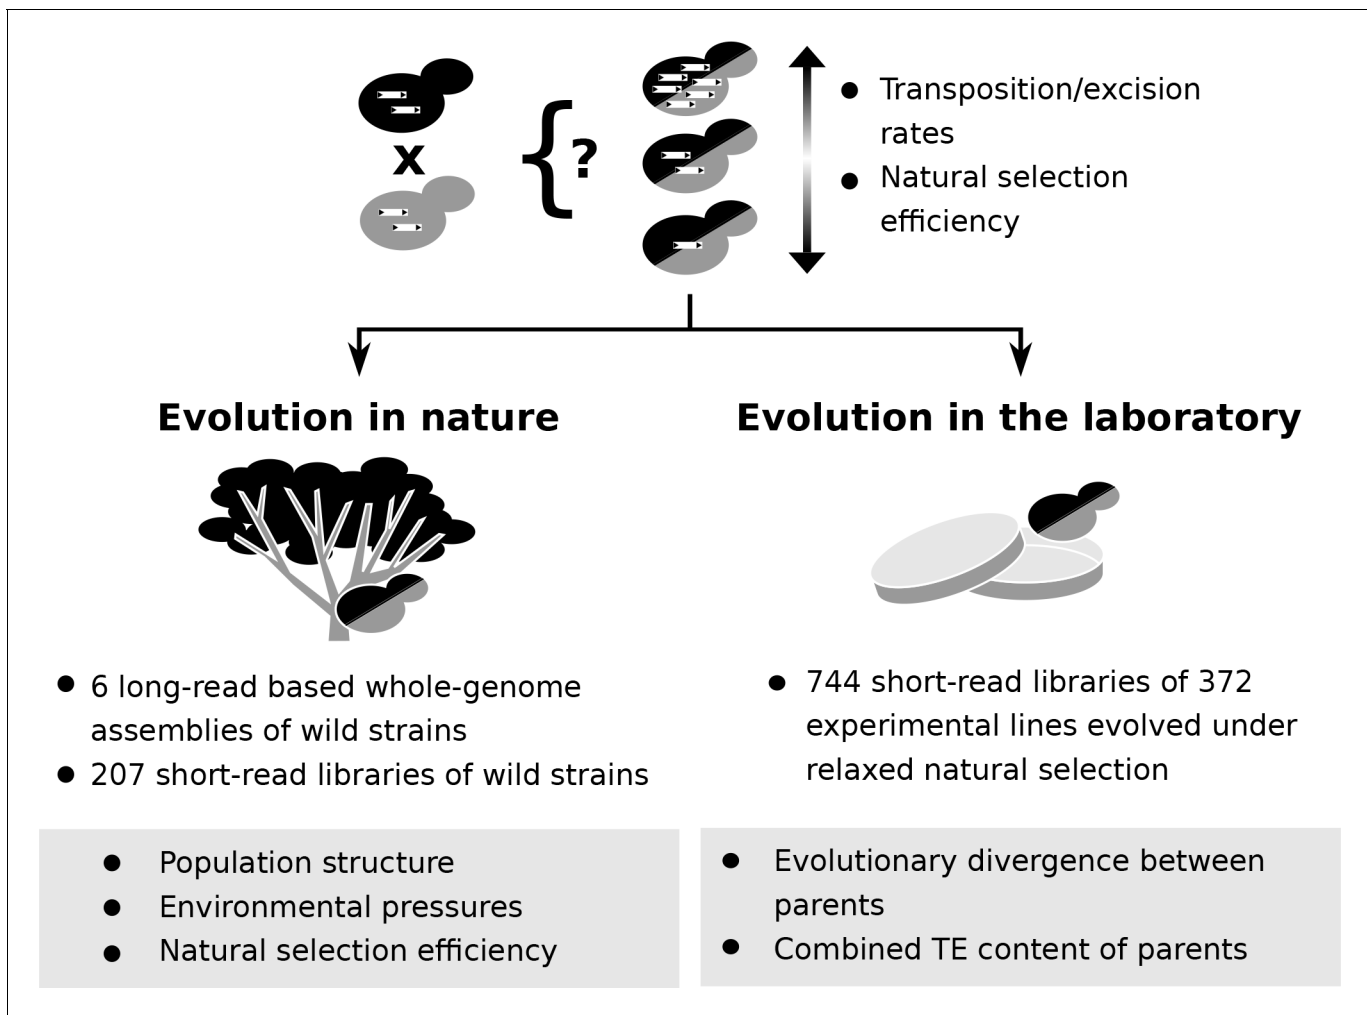 x
{ ?
● Transposition/excision
rates
● Natural selection
efficiency
Evolution in nature
Evolution in the laboratory
● 6 long-read based whole-genome
assemblies of wild strains
● 207 short-read libraries of wild strains
● 744 short-read libraries of 372
experimental lines evolved under
relaxed natural selection
● Population structure
● Environmental pressures
● Natural selection efficiency
● Evolutionary divergence between
parents
● Combined TE content of parents